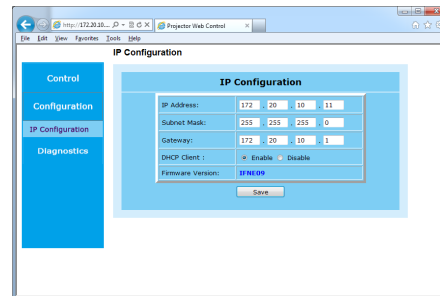 http://172.20.10....
Projector Web Control
File Edit View Favorites Tools Help
IP Configuration
Control
Configuration
IP Configuration
Diagnostics
IP Configuration
IP Address: 172 . 20 . 10 . 11
Subnet Mask: 255 . 255 . 255 . 0
Gateway: 172 . 20 . 10 . 1
DHCP Client : Enable Disable
Firmware Version: IFNE09
Save